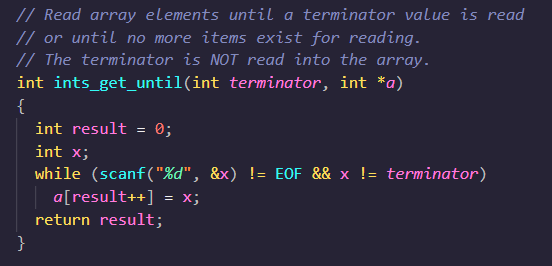 // Read array elements until a terminator value is read
// or until no more items exist for reading.
// The terminator is NOT read into the array.
int ints_get_until(int terminator, int *a)
{
  int result = 0;
  int x;
  while (scanf("%d", &x) != EOF && x != terminator)
    a[result++] = x;
  return result;
}